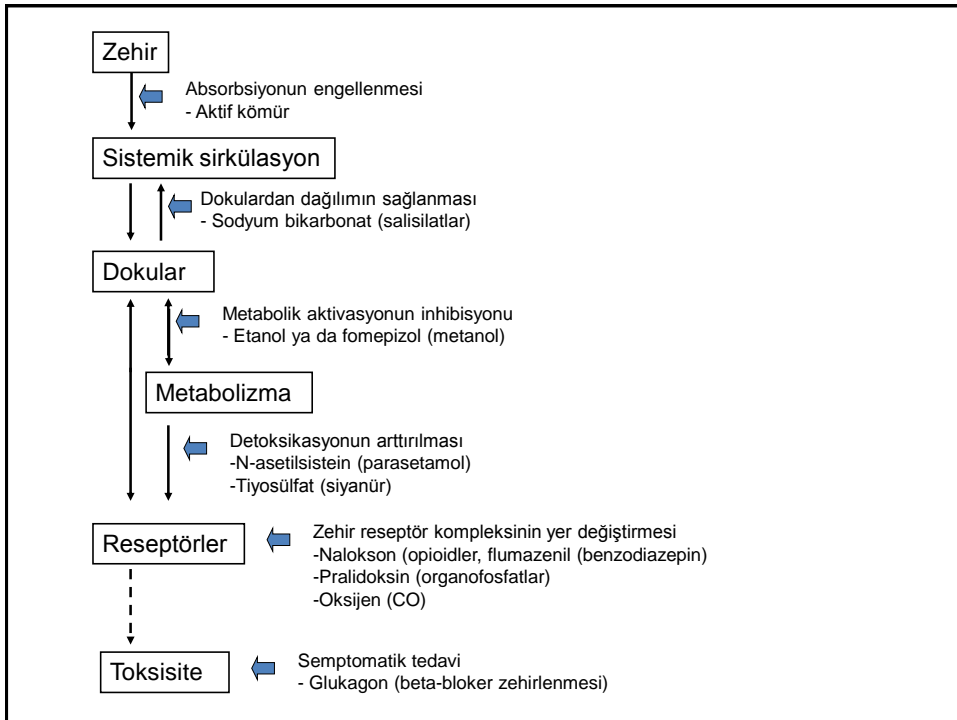 Zehir
Absorbsiyonun engellenmesi
- Aktif kömür
Sistemik sirkülasyon
Dokulardan dağılımın sağlanması
- Sodyum bikarbonat (salisilatlar)
Dokular
Metabolik aktivasyonun inhibisyonu
- Etanol ya da fomepizol (metanol)
Metabolizma
Detoksikasyonun arttırılması
-N-asetilsistein (parasetamol)
-Tiyosülfat (siyanür)
Reseptörler
Zehir reseptör kompleksinin yer değiştirmesi
-Nalokson (opioidler, flumazenil (benzodiazepin)
-Pralidoksin (organofosfatlar)
-Oksijen (CO)
Toksisite
Semptomatik tedavi
- Glukagon (beta-bloker zehirlenmesi)